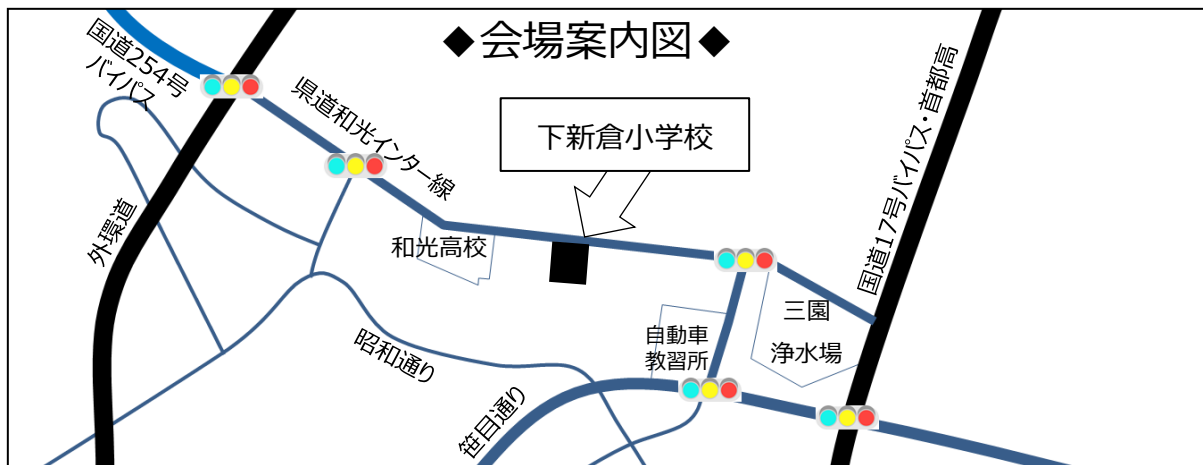 ◆会場案内図◆
国道254号
バイパス
県道和光インター線
下新倉小学校
国道17号バイパス・首都高
外環道
和光高校
三園
浄水場
自動車
教習所
昭和通り
笹目通り